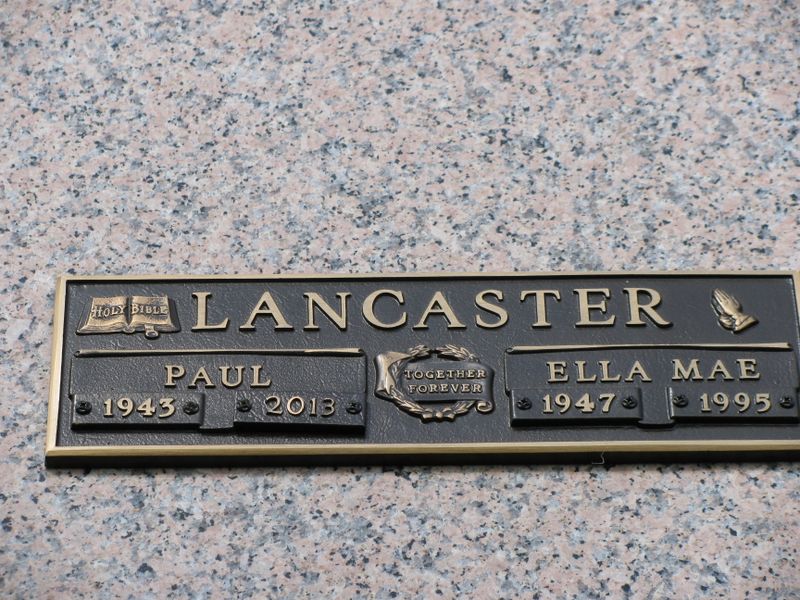 HOLY BIBLE
LANCASTER
PAUL
1943 2013
TOGETHER
FOREVER
ELLA MAE
1947 1995